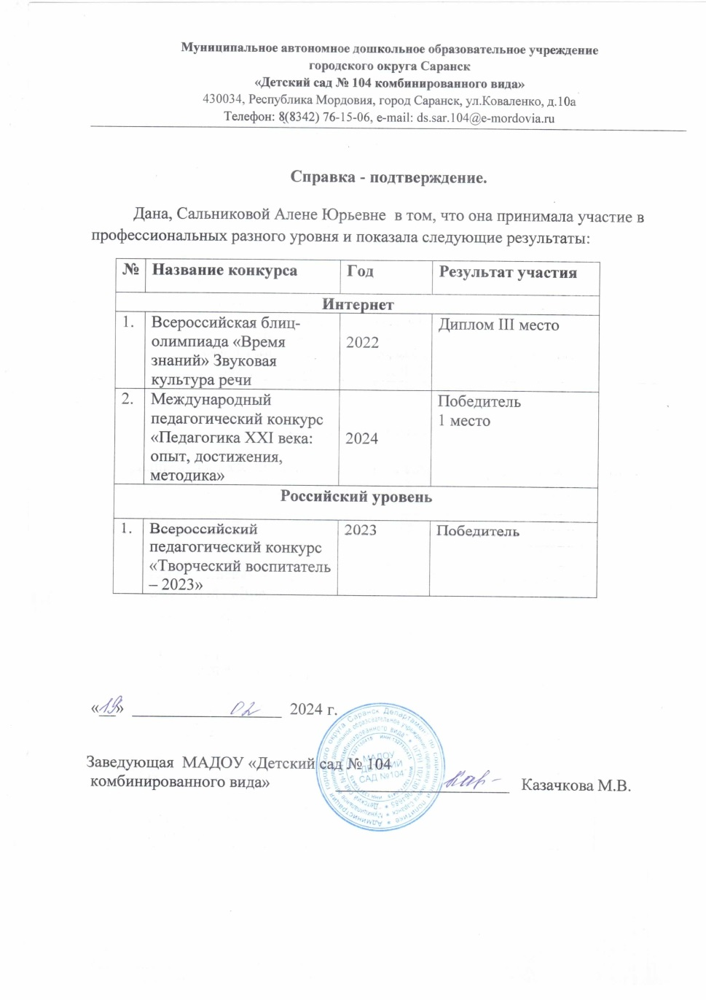 Муниципальное автономное дошкольное образовательное учреждение
городского округа Саранск
«Детский сад № 104 комбинированного вида»
430034, Республика Мордовия, город Саранск, ул.Коваленко, д.10а
Телефон: 8(8342) 76-15-06, e-mail: ds.sar.104@e-mordovia.ru
Справка - подтверждение.
Дана, Сальниковой Алене Юрьевне в том, что она принимала участие в
профессиональных разного уровня и показала следующие результаты:
№ Название конкурса Год Результат участия
Интернет
1. Всероссийская блиц- Диплом III место
олимпиада «Время 2022
знаний» Звуковая
культура речи
2. Международный Победитель
педагогический конкурс 1 место
«Педагогика XXI века: 2024
опыт, достижения,
методика»
Российский уровень
1. Всероссийский 2023 Победитель
педагогический конкурс
«Творческий воспитатель
– 2023»
«19» 02 2024 г.
Заведующая МАДОУ «Детский сад № 104
комбинированного вида» Казачкова М.В.
МАДОУ
ДЕТСКИЙ
САД №104